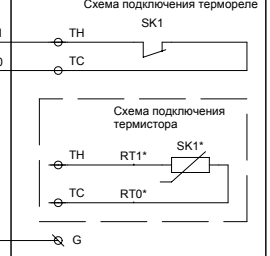 Схема подключения термореле
SK1
TH
TC
Схема подключения
термистора
SK1*
TH RT1*
TC RT0*
G